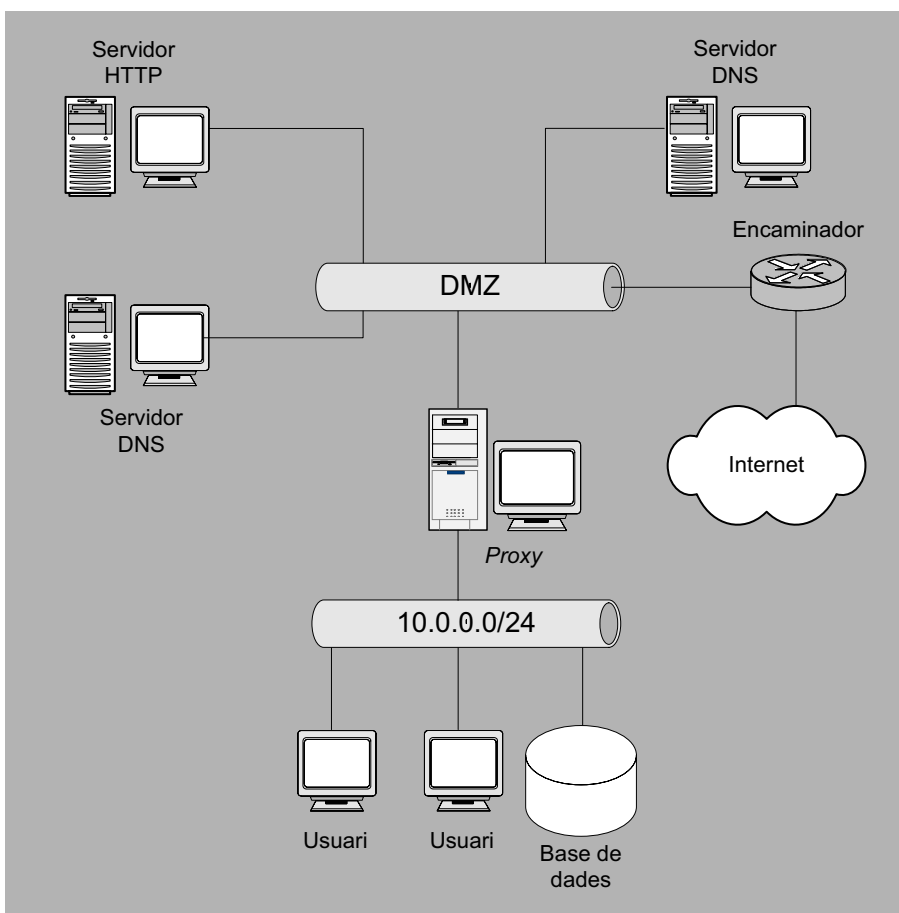 Servidor
HTTP
Servidor
DNS
Encaminador
DMZ
Servidor
DNS
Internet
Proxy
10.0.0.0/24
Usuari
Usuari
Base de
dades